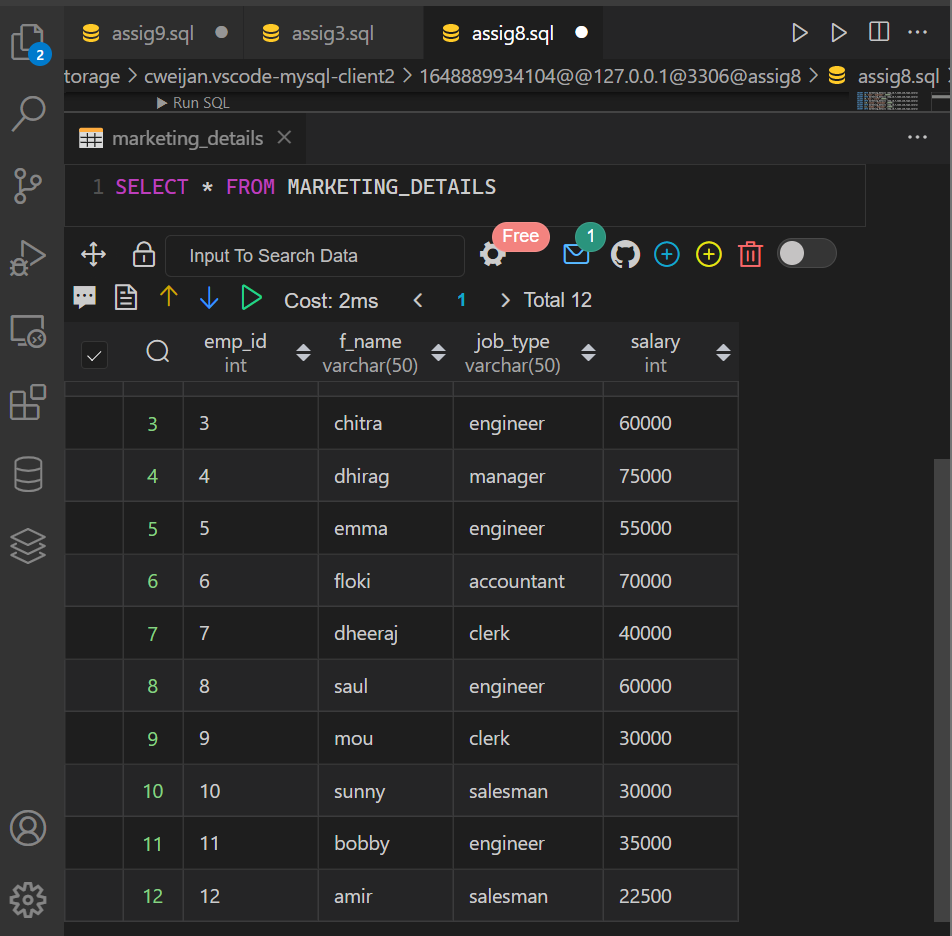 assig9.sql assig3.sql assig8.sql
2
torage > cweijan.vscode-mysql-client2 > 1648889934104@@127.0.0.1@3306@assig8 > assig8.sql
Run SQL
marketing_details
1 SELECT * FROM MARKETING_DETAILS
Input To Search Data Free 1
Cost: 2ms 1 Total 12
emp_id f_name job_type salary
int varchar(50) varchar(50) int
3 3 chitra engineer 60000
4 4 dhirag manager 75000
5 5 emma engineer 55000
6 6 floki accountant 70000
7 7 dheeraj clerk 40000
8 8 saul engineer 60000
9 9 mou clerk 30000
10 10 sunny salesman 30000
11 11 bobby engineer 35000
12 12 amir salesman 22500